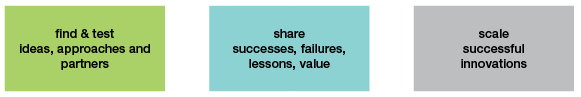 find & test
ideas, approaches and
partners
share
successes, failures,
lessons, value
scale
successful
innovations